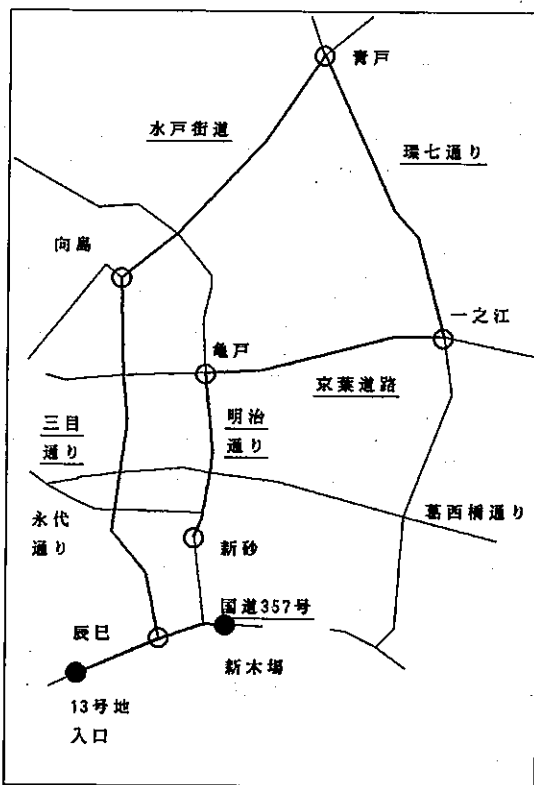 青戸
水戸街道
環七通り
向島
一之江
亀戸
京葉道路
三目
通り
明治
通り
永代
通り
葛西橋通り
新砂
国道357号
辰巳
新木場
13号地
入口